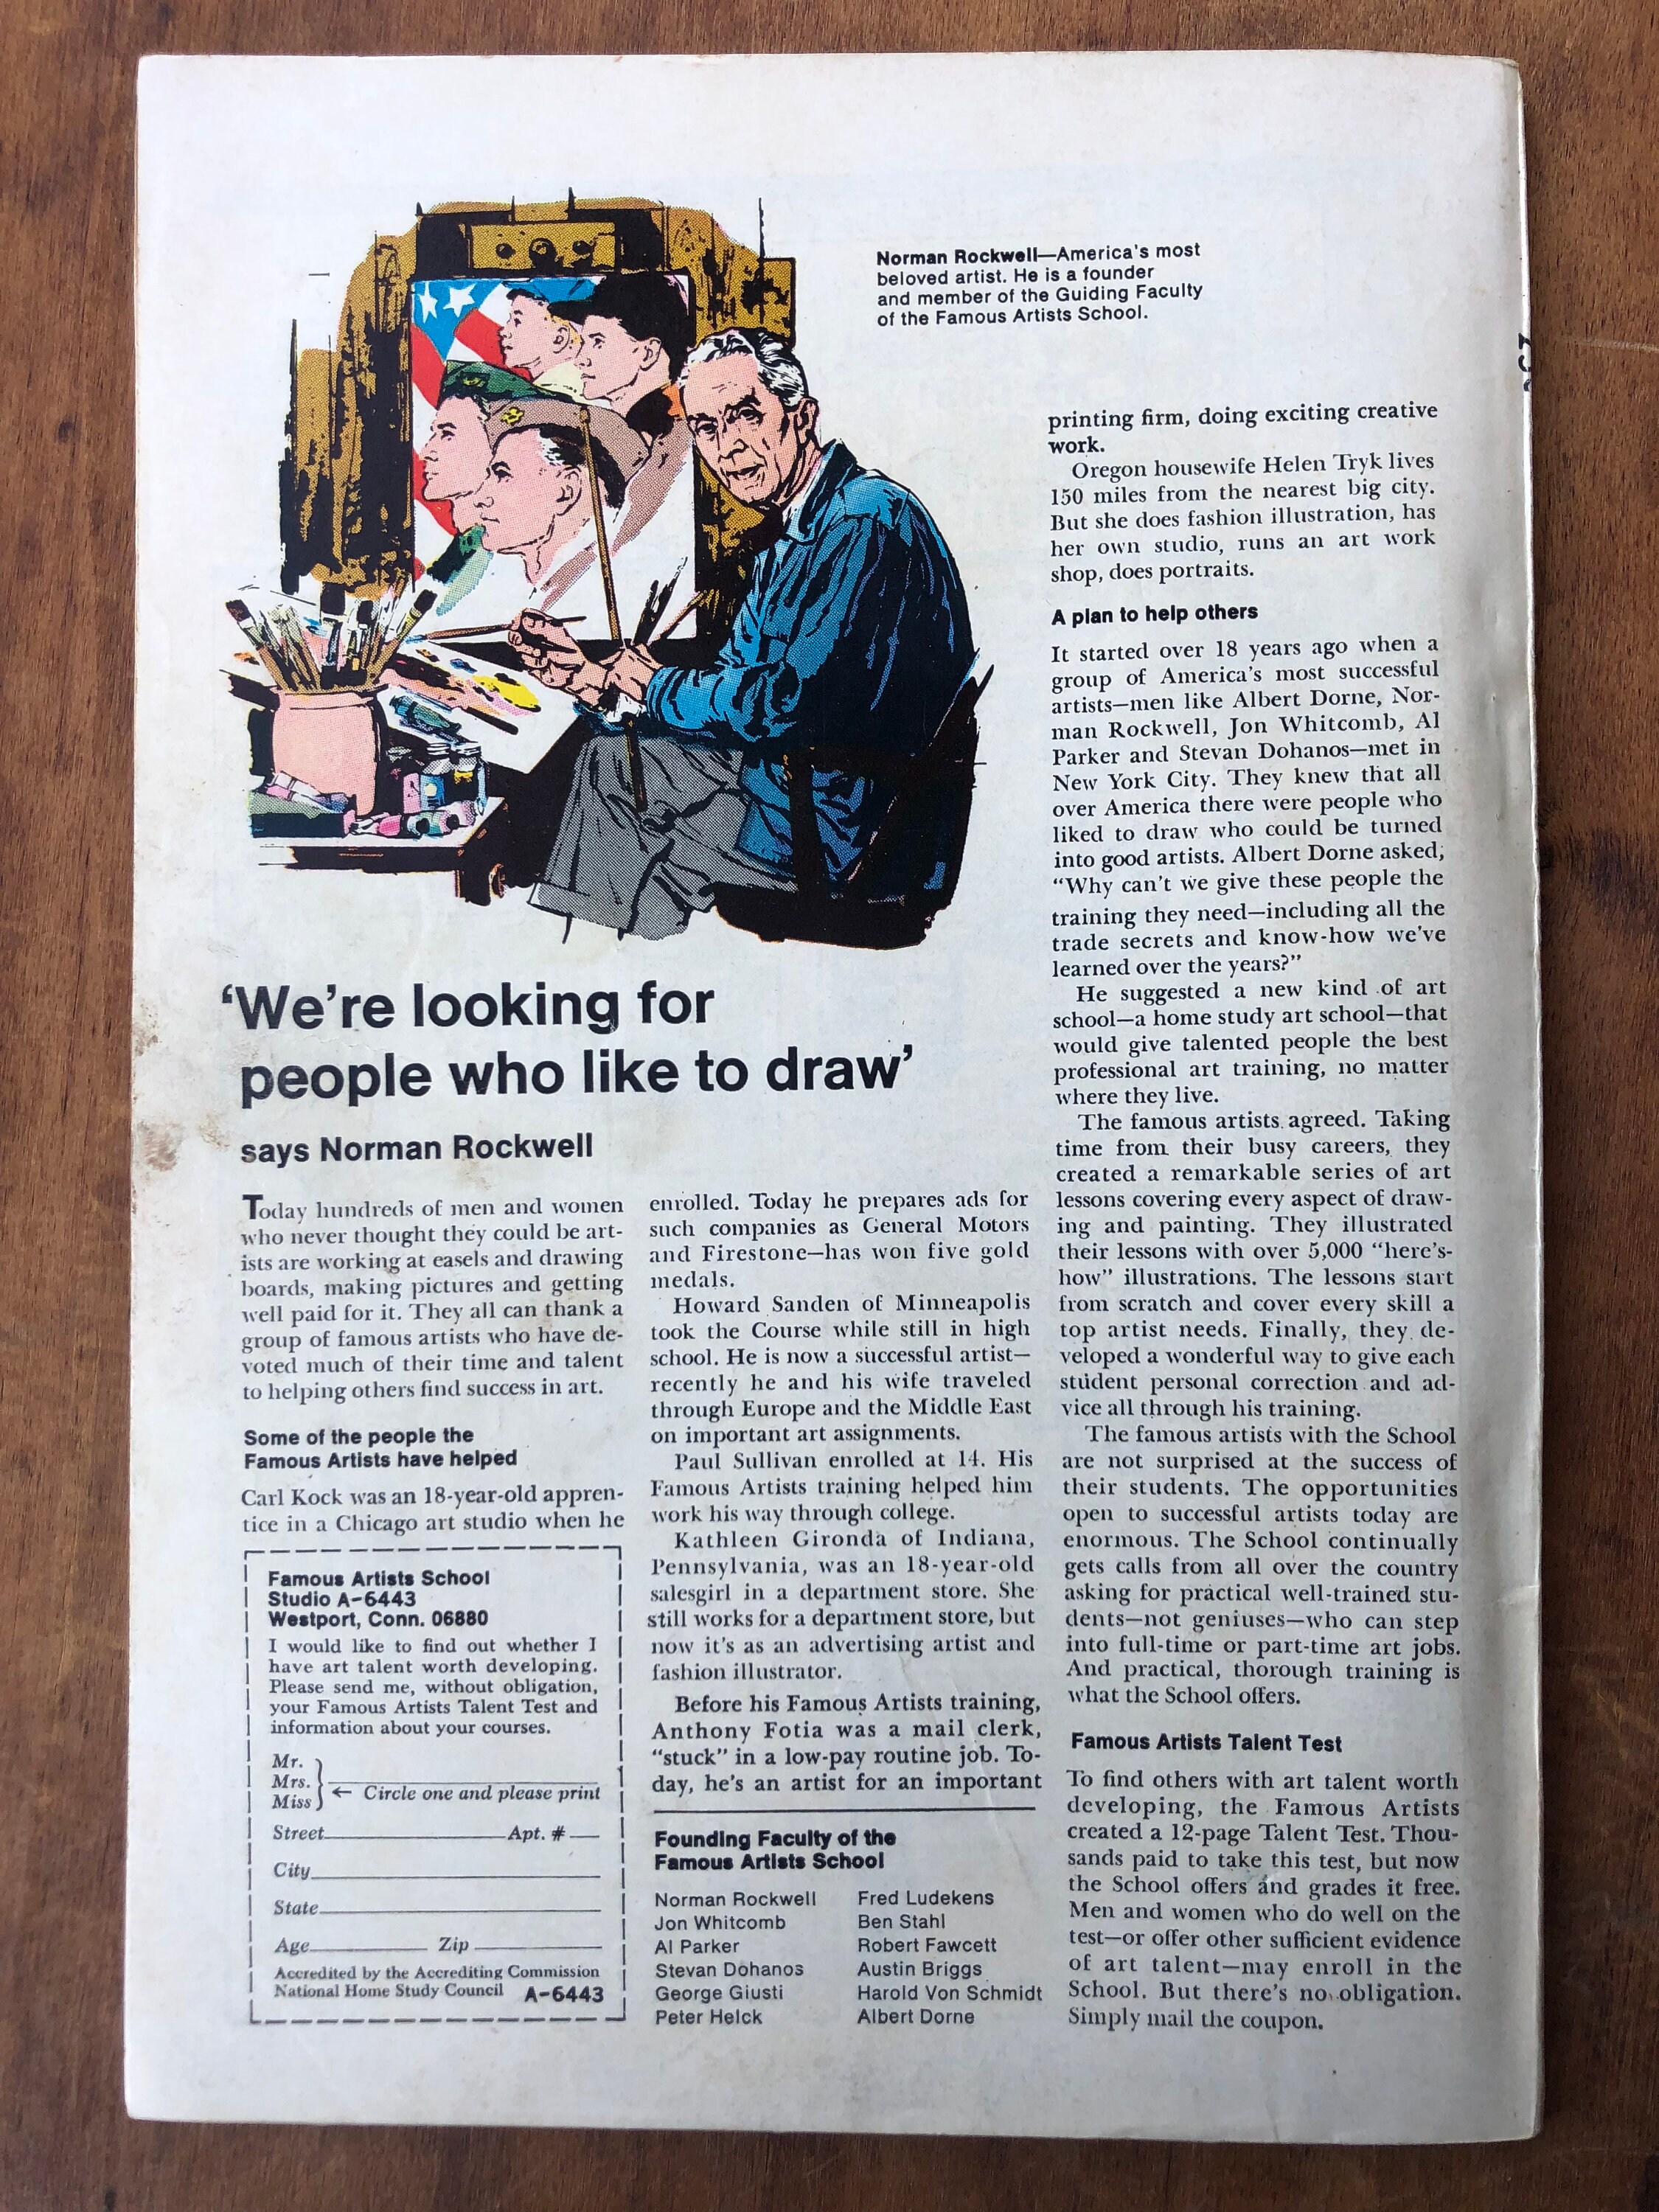 Norman Rockwell—America's most
beloved artist. He is a founder
and member of the Guiding Faculty
of the Famous Artists School.
'We're looking for
people who like to draw'
says Norman Rockwell
Today hundreds of men and women
who never thought they could be art-
ists are working at easels and drawing
boards, making pictures and getting
well paid for it. They all can thank a
group of famous artists who have de-
voted much of their time and talent
to helping others find success in art.
Some of the people the
Famous Artists have helped
Carl Kock was an 18-year-old appren-
tice in a Chicago art studio when he
enrolled. Today he prepares ads for
such companies as General Motors
and Firestone—has won five gold
medals.
Howard Sanden of Minneapolis
took the Course while still in high
school. He is now a successful artist—
recently he and his wife traveled
through Europe and the Middle East
on important art assignments.
Paul Sullivan enrolled at 14. His
Famous Artists training helped him
work his way through college.
Kathleen Gironda of Indiana,
Pennsylvania, was an 18-year-old
salesgirl in a department store. She
still works for a department store, but
now it's as an advertising artist and
fashion illustrator.
Before his Famous Artists training,
Anthony Fotia was a mail clerk,
"stuck" in a low-pay routine job. To-
day, he's an artist for an important
printing firm, doing exciting creative
work.
Oregon housewife Helen Tryk lives
150 miles from the nearest big city.
But she does fashion illustration, has
her own studio, runs an art work
shop, does portraits.
A plan to help others
It started over 18 years ago when a
group of America's most successful
artists—men like Albert Dorne, Nor-
man Rockwell, Jon Whitcomb, Al
Parker and Stevan Dohanos—met in
New York City. They knew that all
over America there were people who
liked to draw who could be turned
into good artists. Albert Dorne asked,
"Why can't we give these people the
training they need—including all the
trade secrets and know-how we've
learned over the years?"
He suggested a new kind of art
school—a home study art school—that
would give talented people the best
professional art training, no matter
where they live.
The famous artists agreed. Taking
time from their busy careers, they
created a remarkable series of art
lessons covering every aspect of draw-
ing and painting. They illustrated
their lessons with over 5,000 "here's-
how" illustrations. The lessons start
from scratch and cover every skill a
top artist needs. Finally, they de-
veloped a wonderful way to give each
student personal correction and ad-
vice all through his training.
The famous artists with the School
are not surprised at the success of
their students. The opportunities
open to successful artists today are
enormous. The School continually
gets calls from all over the country
asking for practical well-trained stu-
dents—not geniuses—who can step
into full-time or part-time art jobs.
And practical, thorough training is
what the School offers.
Famous Artists Talent Test
To find others with art talent worth
developing, the Famous Artists
created a 12-page Talent Test. Thou-
sands paid to take this test, but now
the School offers and grades it free.
Men and women who do well on the
test—or offer other sufficient evidence
of art talent—may enroll in the
School. But there's no obligation.
Simply mail the coupon.
Famous Artists School
Studio A-6443
Westport, Conn. 06880
I would like to find out whether I
have art talent worth developing.
Please send me, without obligation,
your Famous Artists Talent Test and
information about your courses.
Mr.
Mrs.
Miss
← Circle one and please print
Street Apt. #
City
State
Age Zip
Accredited by the Accrediting Commission
National Home Study Council A-6443
Founding Faculty of the
Famous Artists School
Norman Rockwell
Jon Whitcomb
Al Parker
Stevan Dohanos
George Giusti
Peter Helck
Fred Ludekens
Ben Stahl
Robert Fawcett
Austin Briggs
Harold Von Schmidt
Albert Dorne